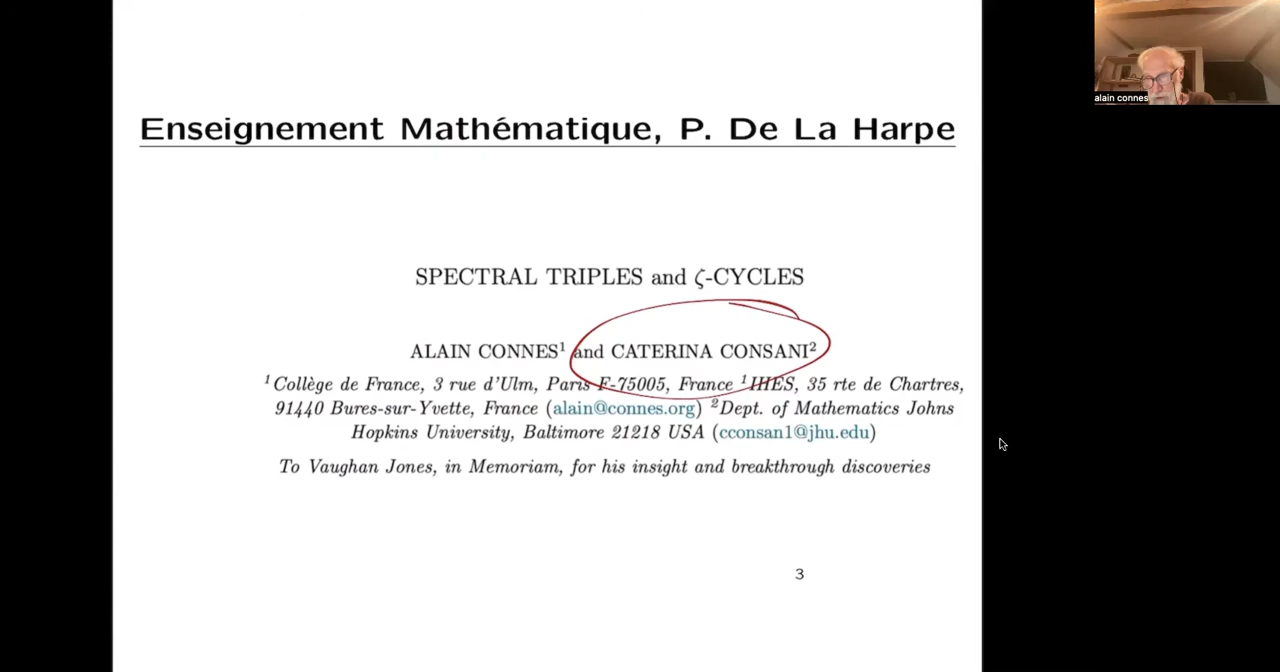 Enseignement Mathématique, P. De La Harpe
alain connes
SPECTRAL TRIPLES and ζ-CYCLES
ALAIN CONNES¹ and CATERINA CONSANI²
¹Collège de France, 3 rue d'Ulm, Paris F-75005, France ¹IHES, 35 rte de Chartres,
91440 Bures-sur-Yvette, France (alain@connes.org) ²Dept. of Mathematics Johns
Hopkins University, Baltimore 21218 USA (cconsan1@jhu.edu)
To Vaughan Jones, in Memoriam, for his insight and breakthrough discoveries
3